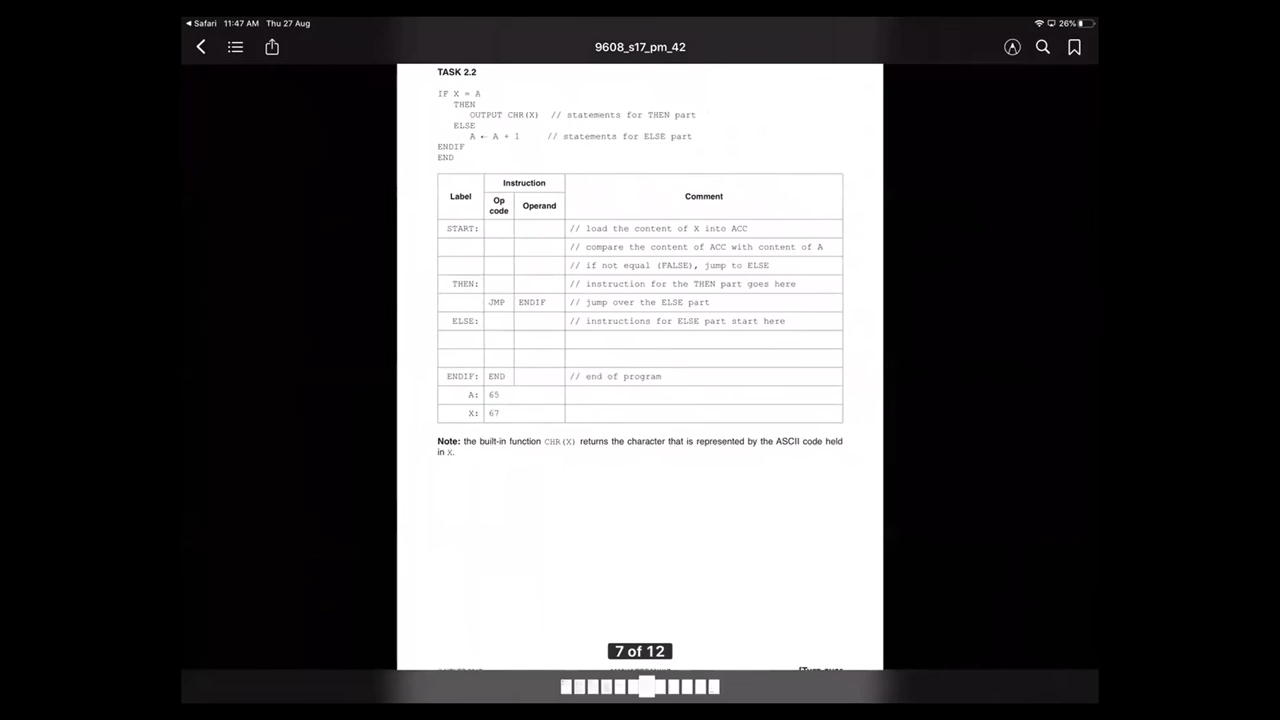 Safari 11:47 AM Thu 27 Aug 26%
9608_s17_pm_42
TASK 2.2
IF X = A
THEN
OUTPUT CHR(X) // statements for THEN part
ELSE
A ← A + 1 // statements for ELSE part
ENDIF
END
Label Instruction Comment
Op code Operand
START: // load the content of X into ACC
// compare the content of ACC with content of A
// if not equal (FALSE), jump to ELSE
THEN: // instruction for the THEN part goes here
JMP ENDIF // jump over the ELSE part
ELSE: // instructions for ELSE part start here
ENDIF: END // end of program
A: 65
X: 67
Note: the built-in function CHR(X) returns the character that is represented by the ASCII code held
in X.
7 of 12